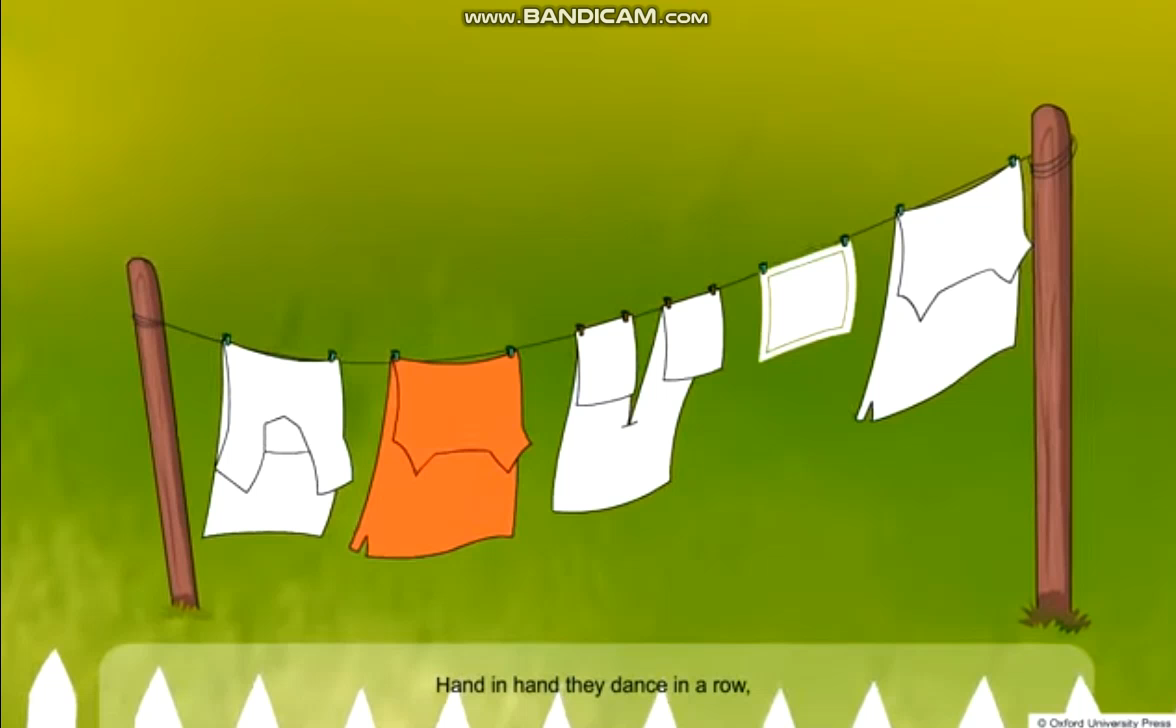 www.BANDICAM.com
Hand in hand they dance in a row,
© Oxford University Press